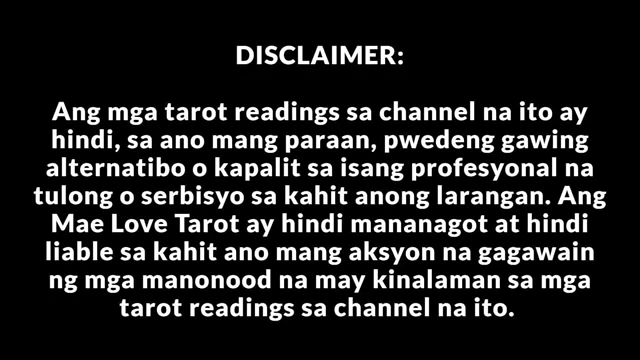 DISCLAIMER:
Ang mga tarot readings sa channel na ito ay
hindi, sa ano mang paraan, pwedeng gawing
alternatibo o kapalit sa isang profesyonal na
tulong o serbisyo sa kahit anong larangan. Ang
Mae Love Tarot ay hindi mananagot at hindi
liable sa kahit ano mang aksyon na gagawain
ng mga manonood na may kinalaman sa mga
tarot readings sa channel na ito.